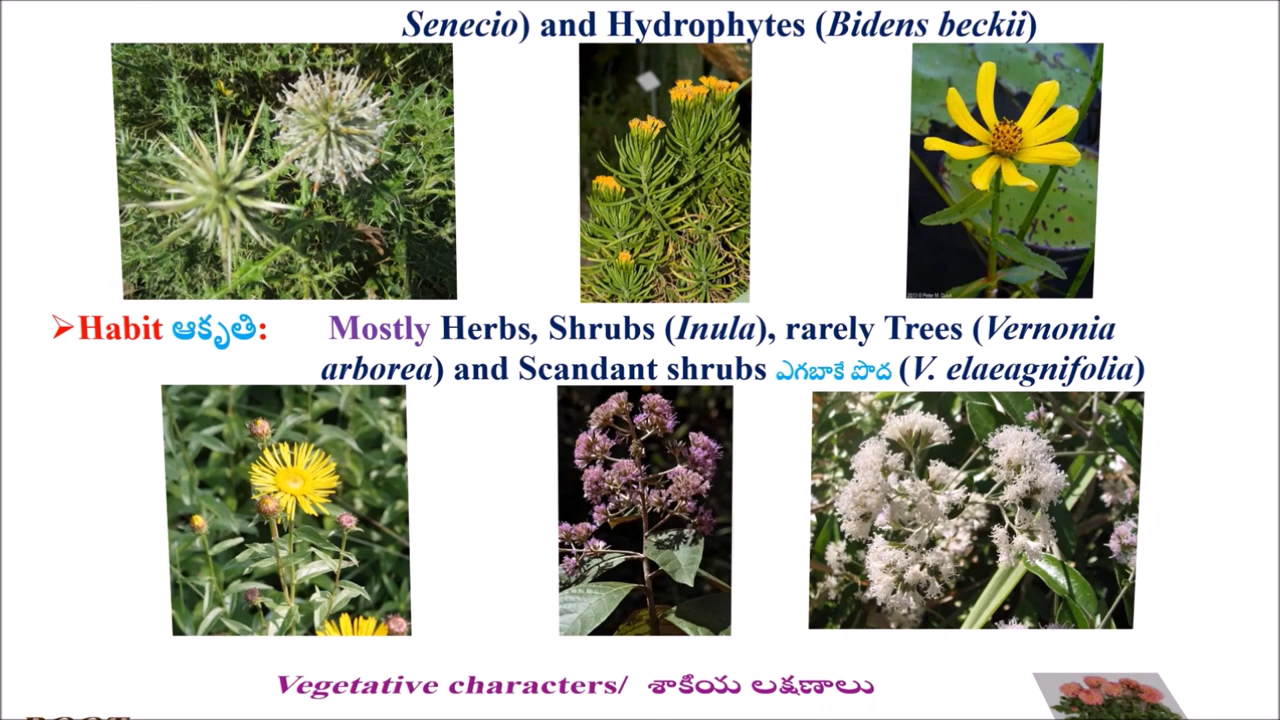 Senecio) and Hydrophytes (Bidens beckii)
➢Habit ఆకృతి: Mostly Herbs, Shrubs (Inula), rarely Trees (Vernonia
arborea) and Scandant shrubs ఎగబాకే పొద (V. elaeagnifolia)
Vegetative characters/ శాకీయ లక్షణాలు